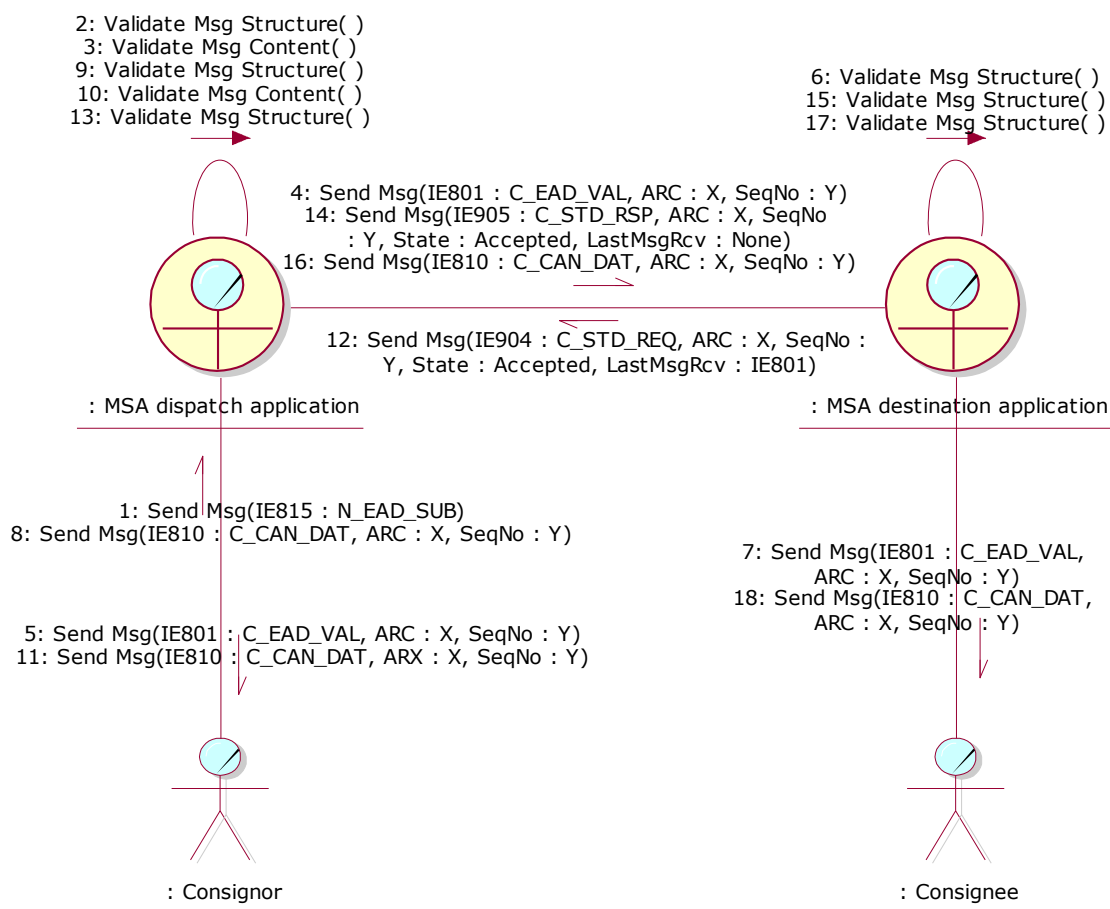 2: Validate Msg Structure( )
3: Validate Msg Content( )
9: Validate Msg Structure( )
10: Validate Msg Content( )
13: Validate Msg Structure( )
6: Validate Msg Structure( )
15: Validate Msg Structure( )
17: Validate Msg Structure( )
4: Send Msg(IE801 : C_EAD_VAL, ARC : X, SeqNo : Y)
14: Send Msg(IE905 : C_STD_RSP, ARC : X, SeqNo
: Y, State : Accepted, LastMsgRcv : None)
16: Send Msg(IE810 : C_CAN_DAT, ARC : X, SeqNo : Y)
12: Send Msg(IE904 : C_STD_REQ, ARC : X, SeqNo :
Y, State : Accepted, LastMsgRcv : IE801)
: MSA dispatch application
: MSA destination application
1: Send Msg(IE815 : N_EAD_SUB)
8: Send Msg(IE810 : C_CAN_DAT, ARC : X, SeqNo : Y)
7: Send Msg(IE801 : C_EAD_VAL,
ARC : X, SeqNo : Y)
18: Send Msg(IE810 : C_CAN_DAT,
ARC : X, SeqNo : Y)
5: Send Msg(IE801 : C_EAD_VAL, ARC : X, SeqNo : Y)
11: Send Msg(IE810 : C_CAN_DAT, ARX : X, SeqNo : Y)
: Consignor
: Consignee